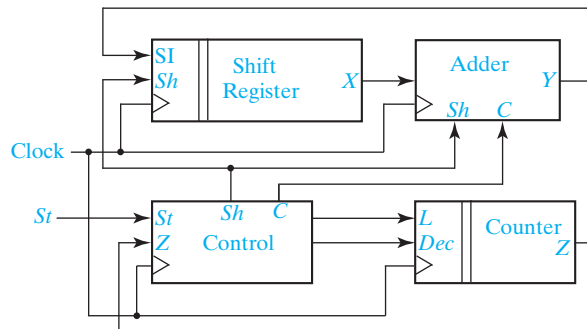 SI
Sh
Shift
Register
X
Adder
Y
Sh C
Clock
St
St
Z
Sh
C
Control
L
Dec
Counter
Z